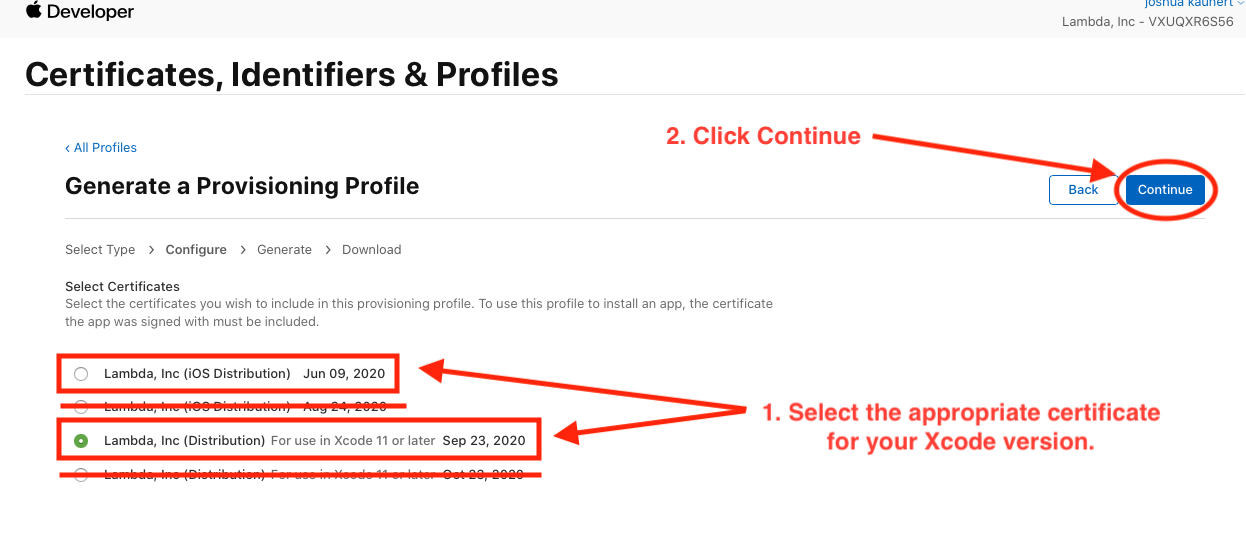 Developer
joshua kaunert
Lambda, Inc - VXUQXR6S56
Certificates, Identifiers & Profiles
2. Click Continue
‹ All Profiles
Generate a Provisioning Profile
Back
Continue
Select Type > Configure > Generate > Download
Select Certificates
Select the certificates you wish to include in this provisioning profile. To use this profile to install an app, the certificate
the app was signed with must be included.
Lambda, Inc (iOS Distribution) Jun 09, 2020
Lambda, Inc (iOS Distribution) Aug 24, 2020
Lambda, Inc (Distribution) For use in Xcode 11 or later Sep 23, 2020
Lambda, Inc (Distribution) For use in Xcode 11 or later Oct 23, 2020
1. Select the appropriate certificate
for your Xcode version.